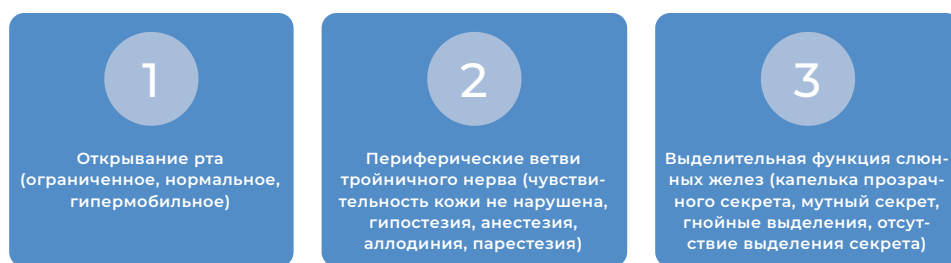 1
Открывание рта
(ограниченное, нормальное,
гипермобильное)
2
Периферические ветви
тройничного нерва (чувстви-
тельность кожи не нарушена,
гипостезия, анестезия,
аллодиния, парестезия)
3
Выделительная функция слюн-
ных желез (капелька прозрач-
ного секрета, мутный секрет,
гнойные выделения, отсут-
ствие выделения секрета)